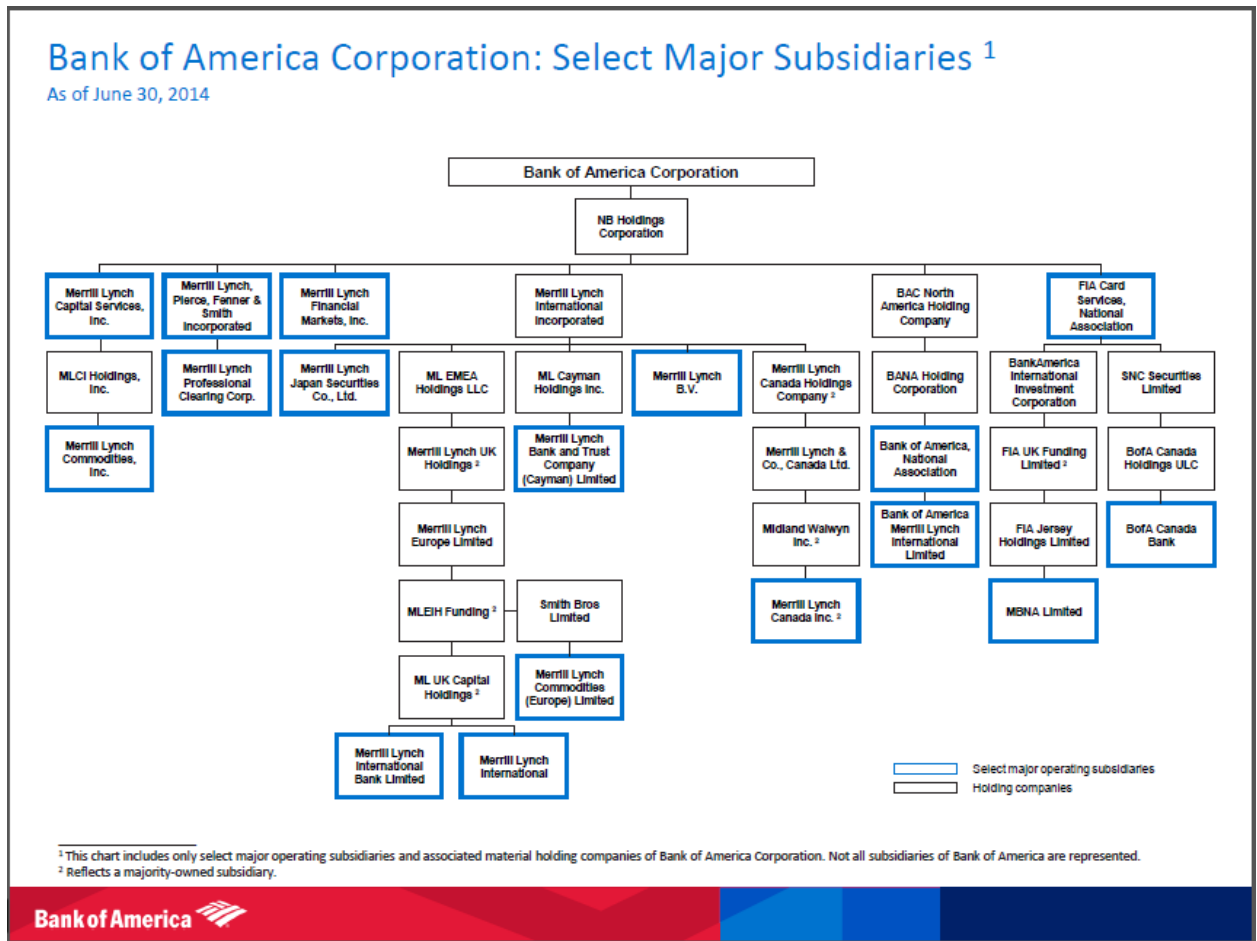 Bank of America Corporation: Select Major Subsidiaries 1
As of June 30, 2014
Bank of America Corporation
NB Holdings
Corporation
Merrill Lynch
Capital Services,
Inc.
Merrill Lynch,
Pierce, Fenner &
Smith
Incorporated
Merrill Lynch
Financial
Markets, Inc.
Merrill Lynch
International
Incorporated
BAC North
America Holding
Company
FIA Card
Services,
National
Association
MLCI Holdings,
Inc.
Merrill Lynch
Professional
Clearing Corp.
Merrill Lynch
Japan Securities
Co., Ltd.
ML EMEA
Holdings LLC
ML Cayman
Holdings Inc.
Merrill Lynch
B.V.
Merrill Lynch
Canada Holdings
Company 2
BANA Holding
Corporation
BankAmerica
International
Investment
Corporation
SNC Securities
Limited
Merrill Lynch
Commodities,
Inc.
Merrill Lynch UK
Holdings 2
Merrill Lynch
Bank and Trust
Company
(Cayman) Limited
Merrill Lynch &
Co., Canada Ltd.
Bank of America,
National
Association
FIA UK Funding
Limited 2
BofA Canada
Holdings ULC
Merrill Lynch
Europe Limited
Midland Walwyn
Inc. 2
Bank of America
Merrill Lynch
International
Limited
FIA Jersey
Holdings Limited
BofA Canada
Bank
MLEIH Funding 2
Smith Bros
Limited
Merrill Lynch
Canada Inc. 2
MBNA Limited
ML UK Capital
Holdings 2
Merrill Lynch
Commodities
(Europe) Limited
Merrill Lynch
International
Bank Limited
Merrill Lynch
International
Select major operating subsidiaries
Holding companies
1 This chart includes only select major operating subsidiaries and associated material holding companies of Bank of America Corporation. Not all subsidiaries of Bank of America are represented.
2 Reflects a majority-owned subsidiary.
Bank of America